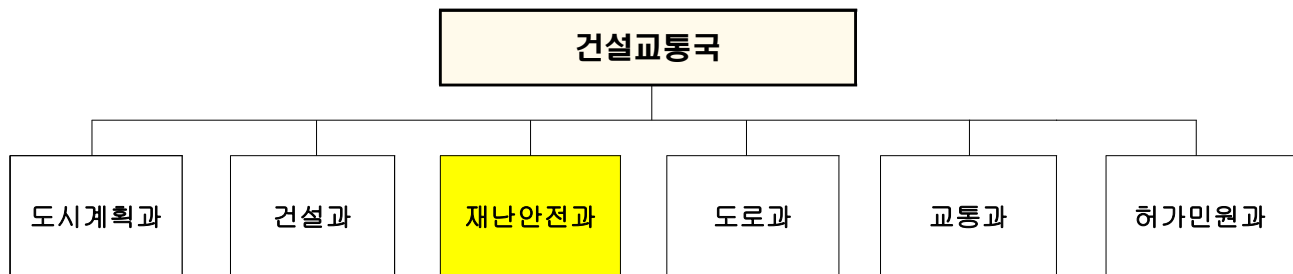 건설교통국
도시계획과
건설과
재난안전과
도로과
교통과
허가민원과